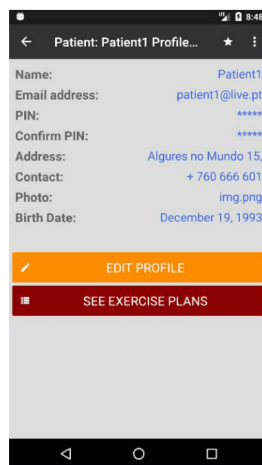 8:48
Patient: Patient1 Profile...
Name: Patient1
Email address: patient1@live.pt
PIN: *****
Confirm PIN: *****
Address: Algures no Mundo 15,
Contact: + 760 666 601
Photo: img.png
Birth Date: December 19, 1993
EDIT PROFILE
SEE EXERCISE PLANS